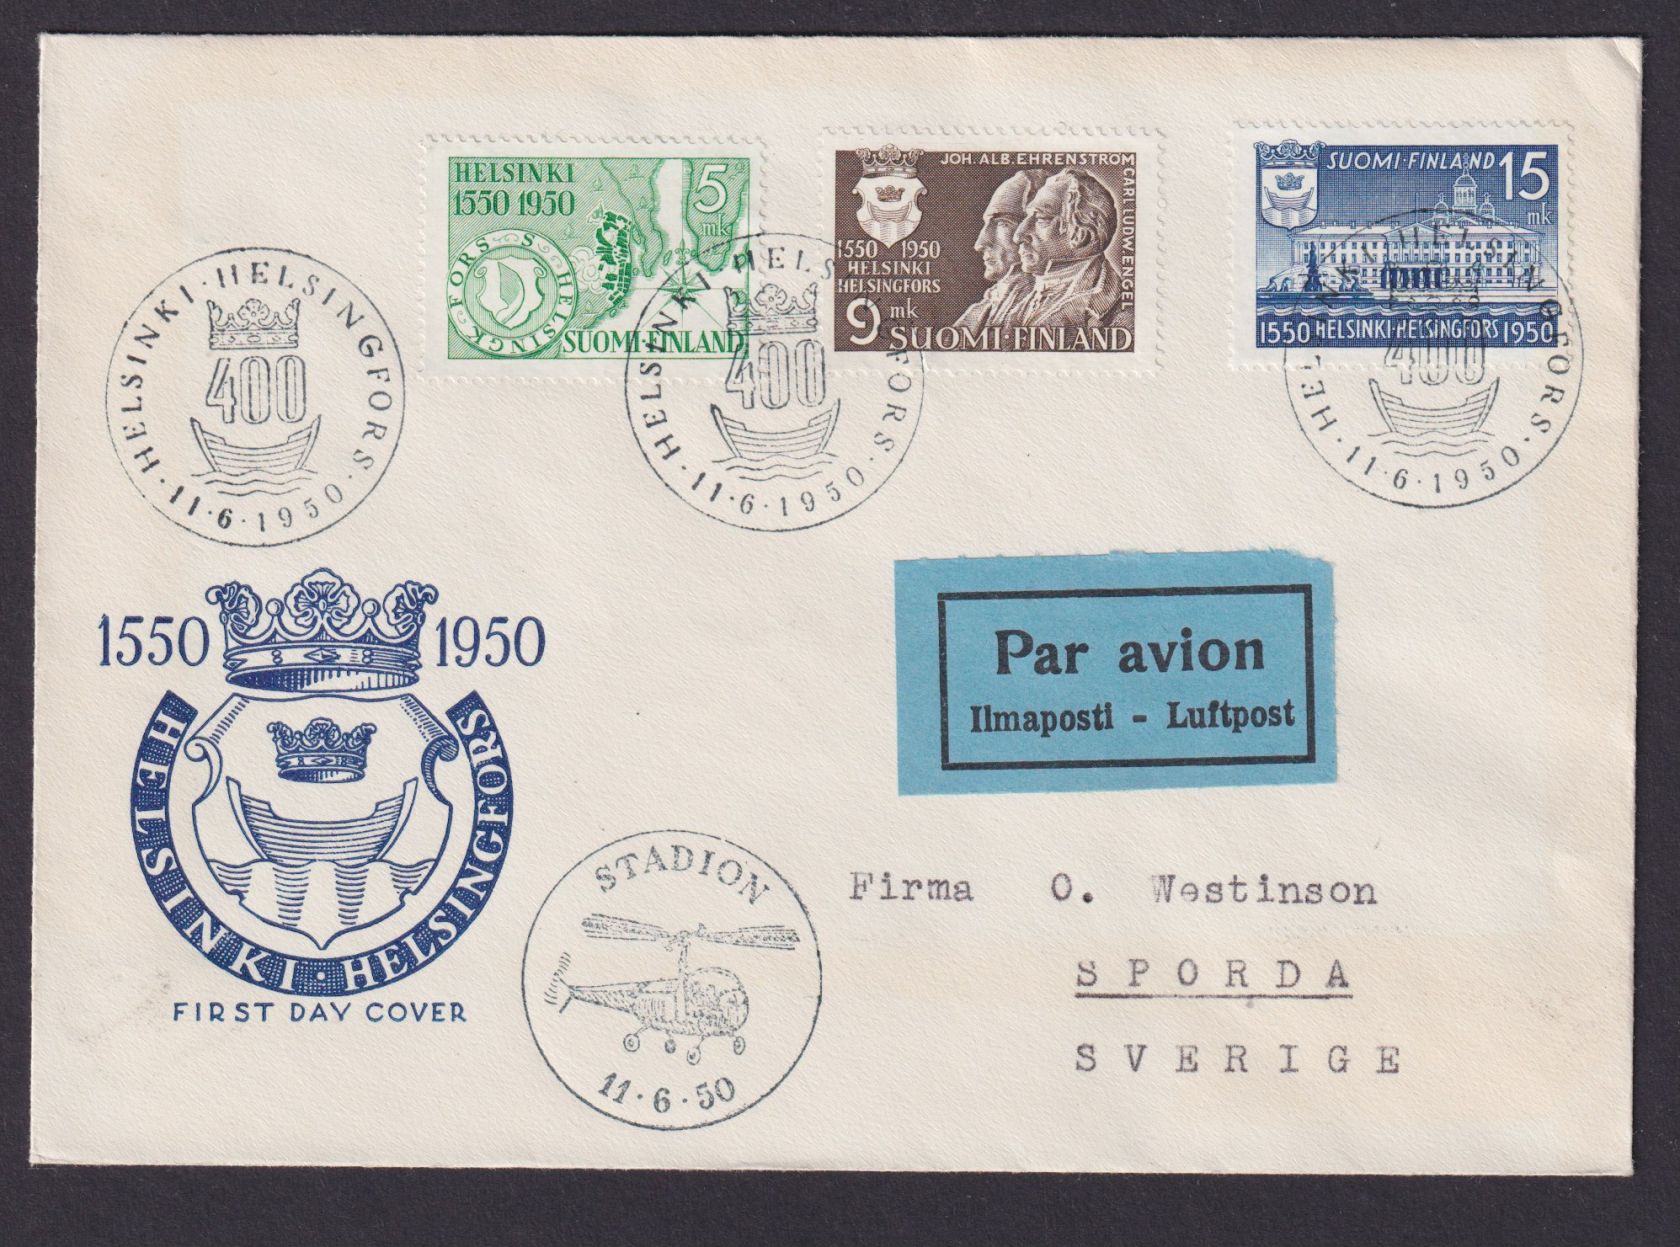 HELSINKI
1550 1950
5
mk
HELSINGFORS S
SUOMI-FINLAND
JOH. ALB. EHRENSTRÖM
CARL LUDW. ENGEL
1550 1950
HELSINKI
HELSINGFORS
9 mk
SUOMI-FINLAND
SUOMI-FINLAND 15
mk
1550 HELSINKI-HELSINGFORS 1950
HELSINKI · HELSINGFORS
400
· 11 · 6 · 1950 ·
HELSINKI · HELSINGFORS
400
· 11 · 6 · 1950 ·
HELSINKI · HELSINGFORS
400
· 11 · 6 · 1950 ·
1550 1950
HELSINKI · HELSINGFORS
FIRST DAY COVER
Par avion
Ilmaposti - Luftpost
STADION
11 · 6 · 50
Firma O. Westinson
SPORDA
SVERIGE